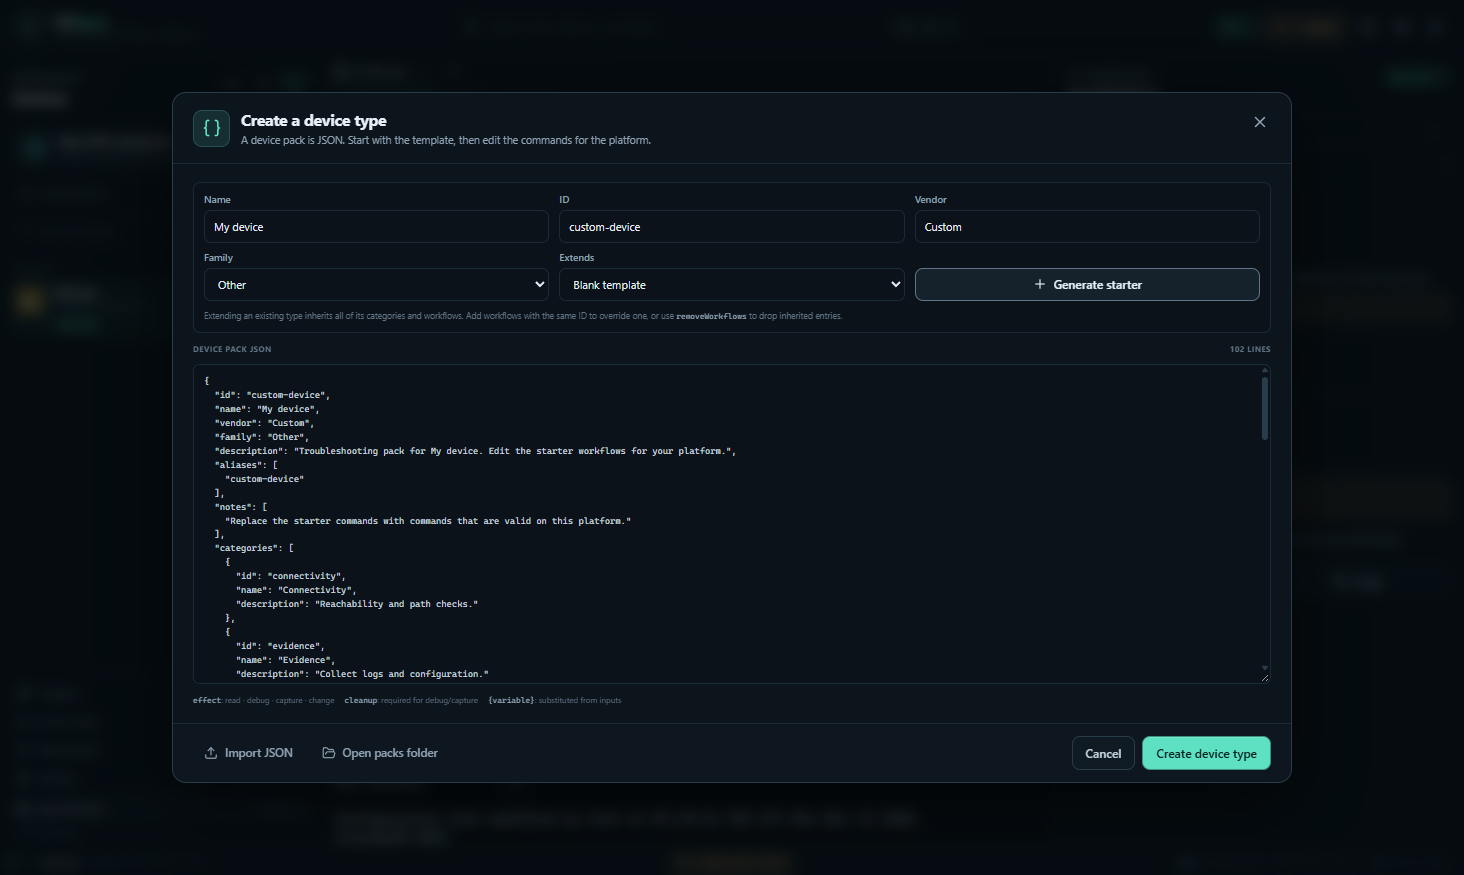 Create a device type
A device pack is JSON. Start with the template, then edit the commands for the platform.
Name
ID
Vendor
My device
custom-device
Custom
Family
Extends
Other
Blank template
Generate starter
Extending an existing type inherits all of its categories and workflows. Add workflows with the same ID to override one, or use removeWorkflows to drop inherited entries.
DEVICE PACK JSON
102 LINES
{
"id": "custom-device",
"name": "My device",
"vendor": "Custom",
"family": "Other",
"description": "Troubleshooting pack for My device. Edit the starter workflows for your platform.",
"aliases": [
"custom-device"
],
"notes": [
"Replace the starter commands with commands that are valid on this platform."
],
"categories": [
{
"id": "connectivity",
"name": "Connectivity",
"description": "Reachability and path checks."
},
{
"id": "evidence",
"name": "Evidence",
"description": "Collect logs and configuration."
effect: read · debug · capture · change cleanup: required for debug/capture {variable}: substituted from inputs
Import JSON
Open packs folder
Cancel
Create device type